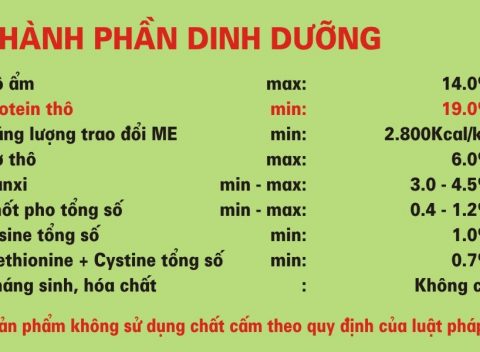 HÀNH PHẦN DINH DƯỠNG
ộ ẩm max: 14.0%
otein thô min: 19.0%
ăng lượng trao đổi ME min: 2.800Kcal/k
ơ thô max: 6.0%
anxi min - max: 3.0 - 4.5%
hốt pho tổng số min - max: 0.4 - 1.2%
sine tổng số min: 1.0%
ethionine + Cystine tổng số min: 0.7%
háng sinh, hóa chất : Không c
ản phẩm không sử dụng chất cấm theo quy định của luật pháp